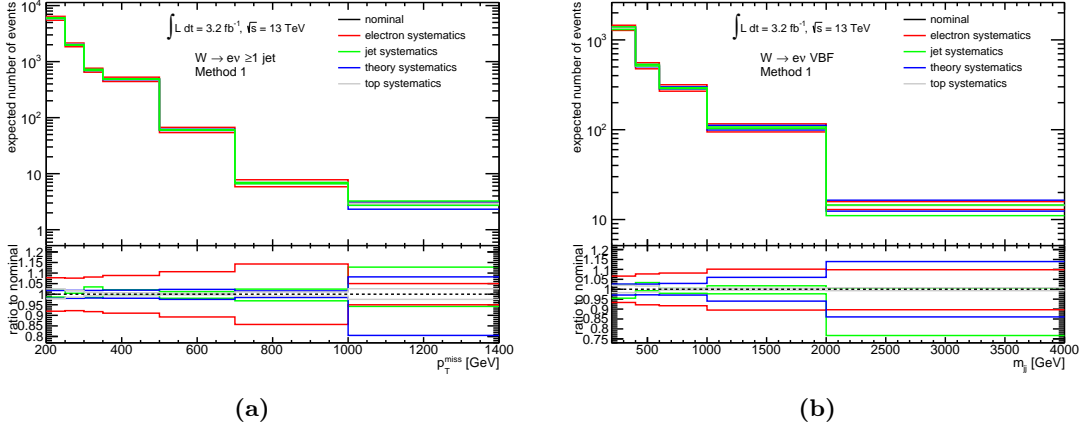 expected number of events
10⁴
10³
10²
10
1
∫ L dt = 3.2 fb⁻¹, √s = 13 TeV
W → eν ≥1 jet
Method 1
nominal
electron systematics
jet systematics
theory systematics
top systematics
ratio to nominal
1.2
1.15
1.1
1.05
1
0.95
0.9
0.85
0.8
200 400 600 800 1000 1200 1400
p_T^miss [GeV]
(a)
expected number of events
10³
10²
10
∫ L dt = 3.2 fb⁻¹, √s = 13 TeV
W → eν VBF
Method 1
nominal
electron systematics
jet systematics
theory systematics
top systematics
ratio to nominal
1.2
1.15
1.1
1.05
1
0.95
0.9
0.85
0.8
0.75
500 1000 1500 2000 2500 3000 3500 4000
m_jj [GeV]
(b)